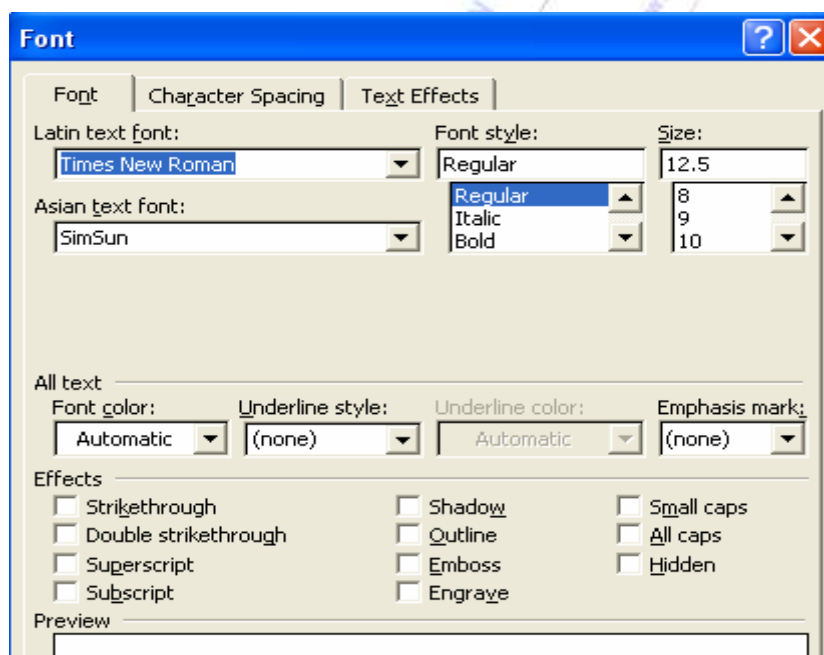 Font
Font Character Spacing Text Effects
Latin text font: Font style: Size:
Times New Roman Regular 12.5
Regular 8
Asian text font: Italic 9
SimSun Bold 10
All text
Font color: Underline style: Underline color: Emphasis mark:
Automatic (none) Automatic (none)
Effects
Strikethrough Shadow Small caps
Double strikethrough Outline All caps
Superscript Emboss Hidden
Subscript Engrave
Preview